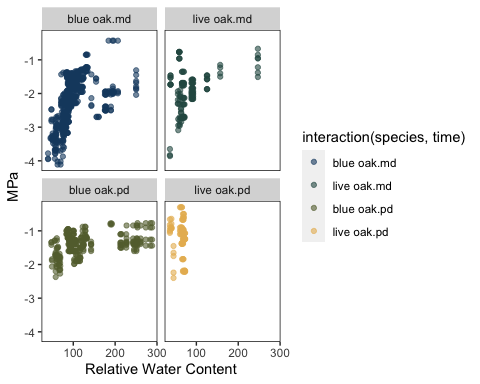 blue oak.md
live oak.md
-1
-2
-3
-4
blue oak.pd
live oak.pd
-1
-2
-3
-4
MPa
100
200
300
100
200
300
Relative Water Content
interaction(species, time)
blue oak.md
live oak.md
blue oak.pd
live oak.pd